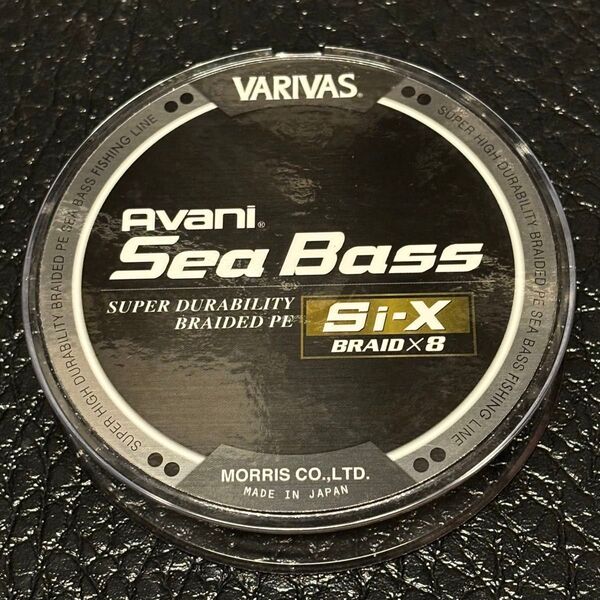 VARIVAS®
SUPER HIGH DURABILITY BRAIDED PE SEA BASS FISHING LINE
SUPER HIGH DURABILITY BRAIDED PE SEA BASS FISHING LINE
Avani®
Sea Bass
SUPER DURABILITY
BRAIDED PE
Si-X
BRAID×8
MORRIS CO.,LTD.
MADE IN JAPAN